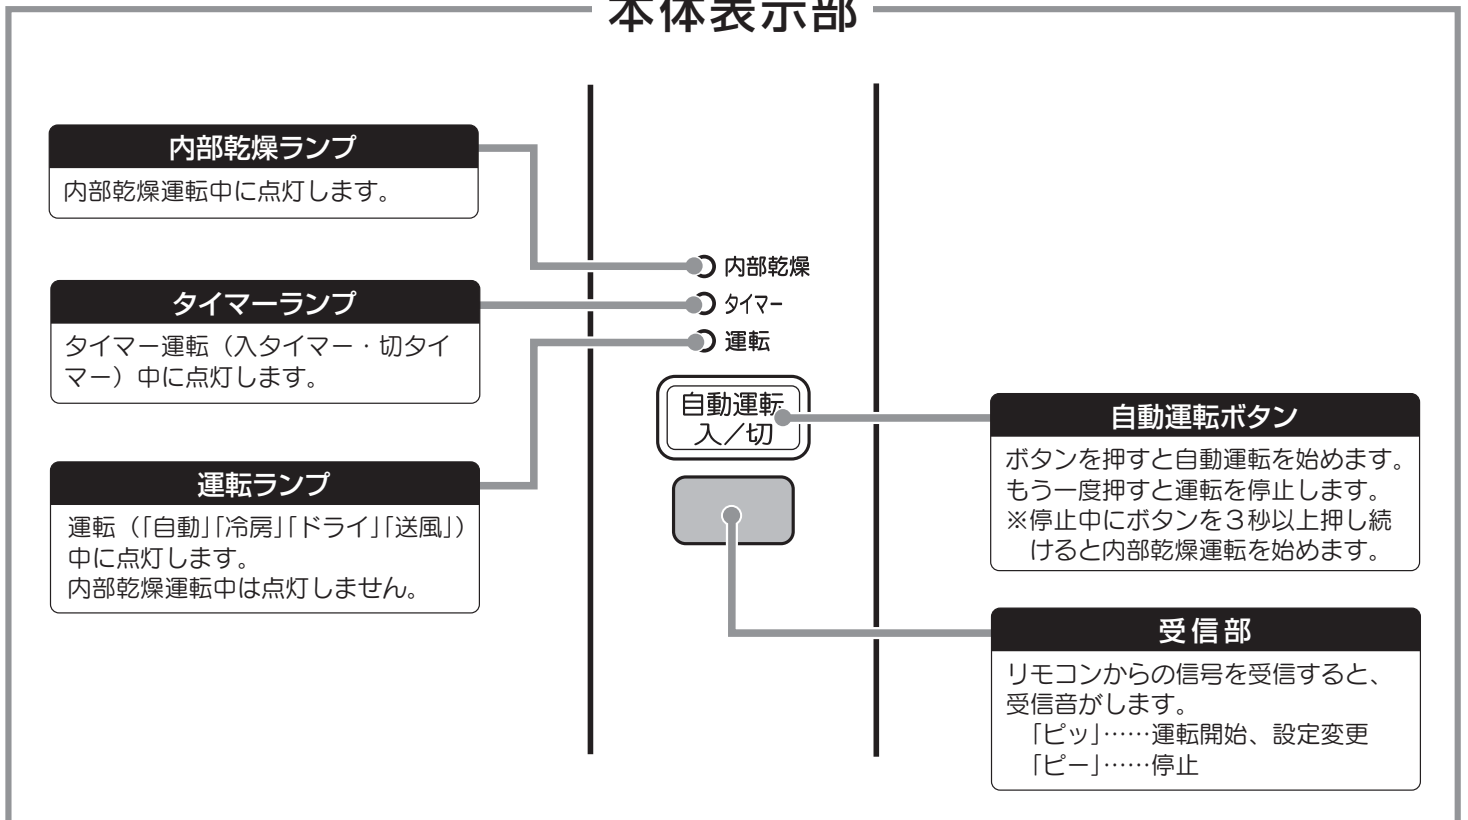 本体表示部
内部乾燥ランプ
内部乾燥運転中に点灯します。
タイマーランプ
タイマー運転（入タイマー・切タイ
マー）中に点灯します。
運転ランプ
運転（「自動」「冷房」「ドライ」「送風」）
中に点灯します。
内部乾燥運転中は点灯しません。
内部乾燥
タイマー
運転
自動運転
入／切
自動運転ボタン
ボタンを押すと自動運転を始めます。
もう一度押すと運転を停止します。
※停止中にボタンを３秒以上押し続
けると内部乾燥運転を始めます。
受信部
リモコンからの信号を受信すると、
受信音がします。
「ピッ」……運転開始、設定変更
「ピー」……停止